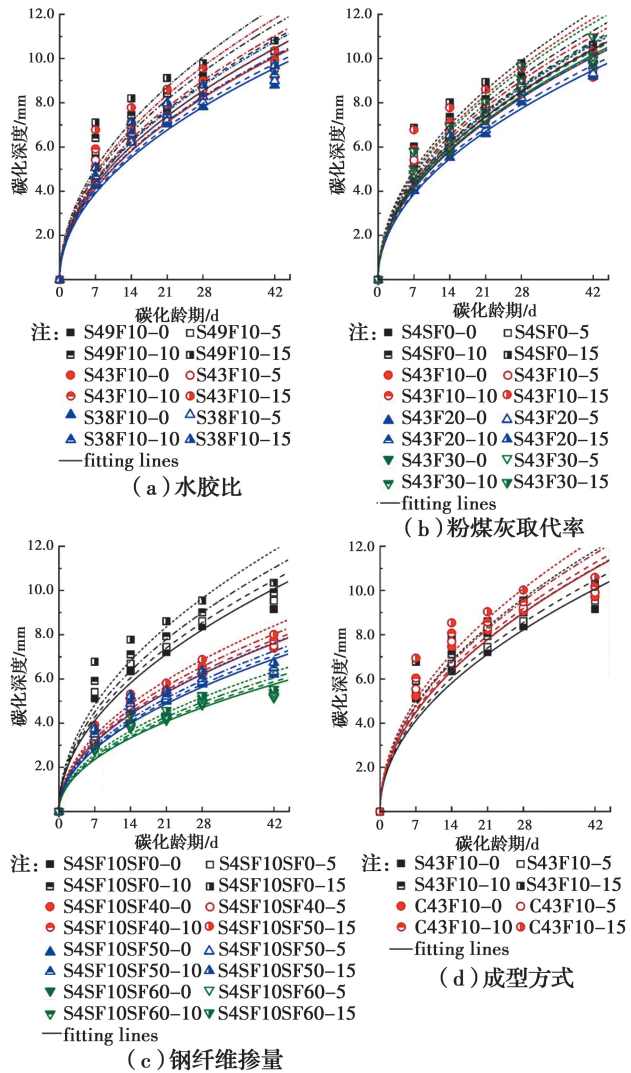 12.0
10.0
8.0
6.0
4.0
2.0
碳化深度/mm
0 7 14 21 28 42
碳化龄期/d
注: S49F10-0 S49F10-5
S49F10-10 S49F10-15
S43F10-0 S43F10-5
S43F10-10 S43F10-15
S38F10-0 S38F10-5
S38F10-10 S38F10-15
fitting lines
(a)水胶比
12.0
10.0
8.0
6.0
4.0
2.0
碳化深度/mm
0 7 14 21 28 42
碳化龄期/d
注: S4SF0-0 S4SF0-5
S4SF0-10 S4SF0-15
S43F10-0 S43F10-5
S43F10-10 S43F10-15
S43F20-0 S43F20-5
S43F20-10 S43F20-15
S43F30-0 S43F30-5
S43F30-10 S43F30-15
fitting lines
(b)粉煤灰取代率
12.0
10.0
8.0
6.0
4.0
2.0
碳化深度/mm
0 7 14 21 28 42
碳化龄期/d
注: S4SF10SF0-0 S4SF10SF0-5
S4SF10SF0-10 S4SF10SF0-15
S4SF10SF40-0 S4SF10SF40-5
S4SF10SF40-10 S4SF10SF50-15
S4SF10SF50-0 S4SF10SF50-5
S4SF10SF50-10 S4SF10SF50-15
S4SF10SF60-0 S4SF10SF60-5
S4SF10SF60-10 S4SF10SF60-15
fitting lines
(c)钢纤维掺量
12.0
10.0
8.0
6.0
4.0
2.0
碳化深度/mm
0 7 14 21 28 42
碳化龄期/d
注: S43F10-0 S43F10-5
S43F10-10 S43F10-15
C43F10-0 C43F10-5
C43F10-10 C43F10-15
fitting lines
(d)成型方式